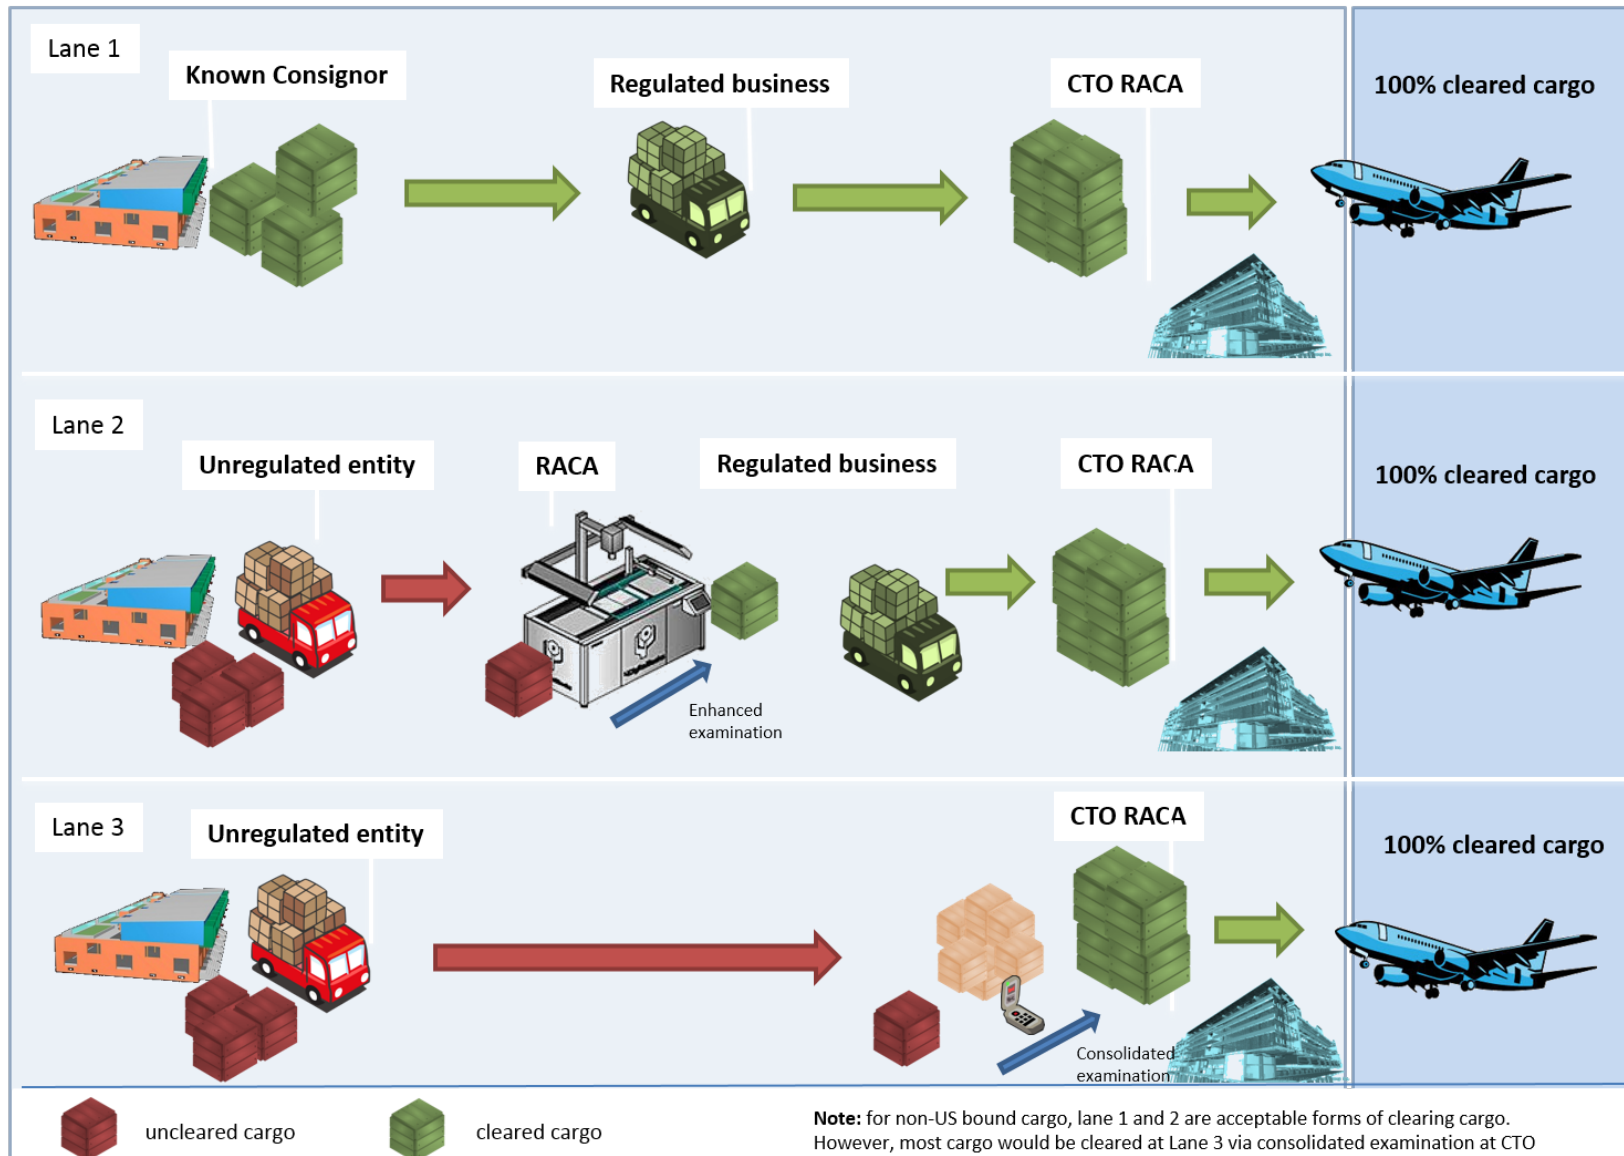 Lane 1
Known Consignor
Regulated business
CTO RACA
100% cleared cargo
Lane 2
Unregulated entity
RACA
Regulated business
CTO RACA
100% cleared cargo
Enhanced
examination
Lane 3
Unregulated entity
CTO RACA
100% cleared cargo
Consolidated
examination
uncleared cargo
cleared cargo
Note: for non-US bound cargo, lane 1 and 2 are acceptable forms of clearing cargo.
However, most cargo would be cleared at Lane 3 via consolidated examination at CTO